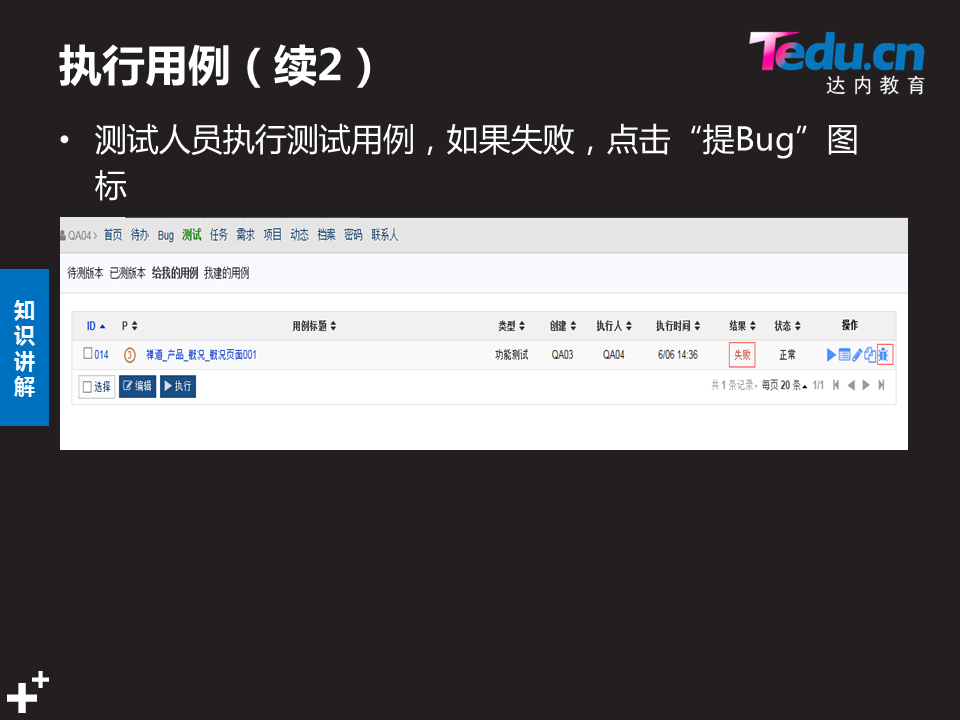 执行用例（续2）
Tedu.cn
达内教育
• 测试人员执行测试用例，如果失败，点击“提Bug”图
标
知识讲解
QA04› 首页 待办 Bug 测试 任务 需求 项目 动态 档案 密码 联系人
待测版本 已测版本 给我的用例 我建的用例
ID P 用例标题 类型 创建 执行人 执行时间 结果 状态 操作
014 3 禅道_产品_概况_概况页面001 功能测试 QA03 QA04 6/06 14:36 失败 正常
选择 编辑 执行 共 1 条记录，每页 20 条 1/1